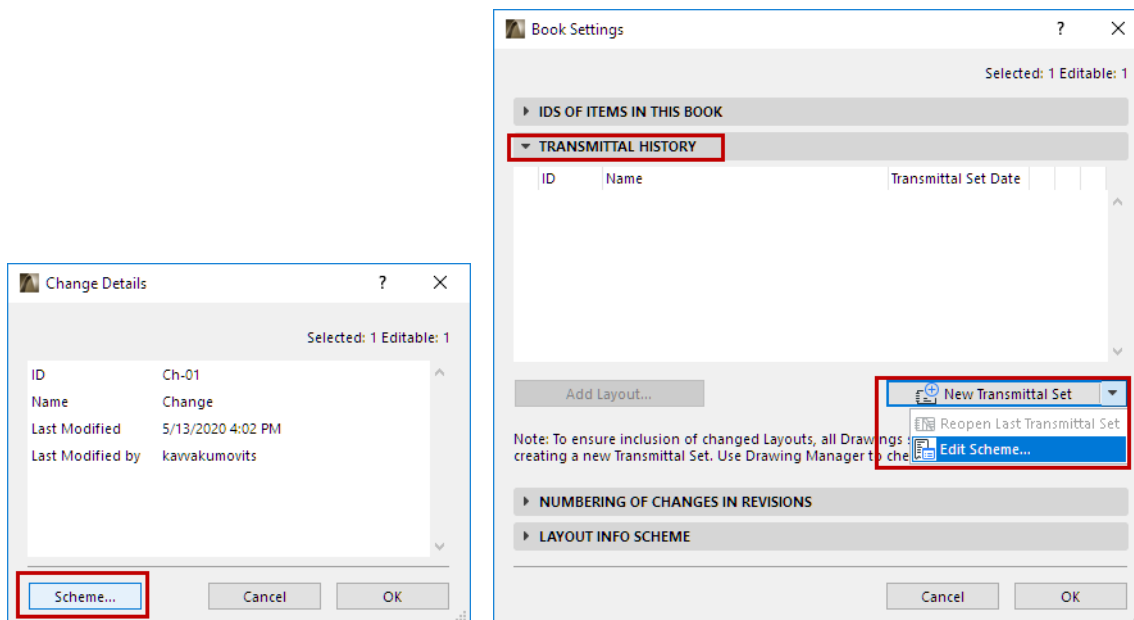 Change Details
?
Selected: 1 Editable: 1
ID Ch-01
Name Change
Last Modified 5/13/2020 4:02 PM
Last Modified by kavvakumovits
Scheme...
Cancel
OK
Book Settings
?
Selected: 1 Editable: 1
IDS OF ITEMS IN THIS BOOK
TRANSMITTAL HISTORY
ID Name Transmittal Set Date
Add Layout...
New Transmittal Set
Reopen Last Transmittal Set
Edit Scheme...
Note: To ensure inclusion of changed Layouts, all Drawings
creating a new Transmittal Set. Use Drawing Manager to che
NUMBERING OF CHANGES IN REVISIONS
LAYOUT INFO SCHEME
Cancel
OK